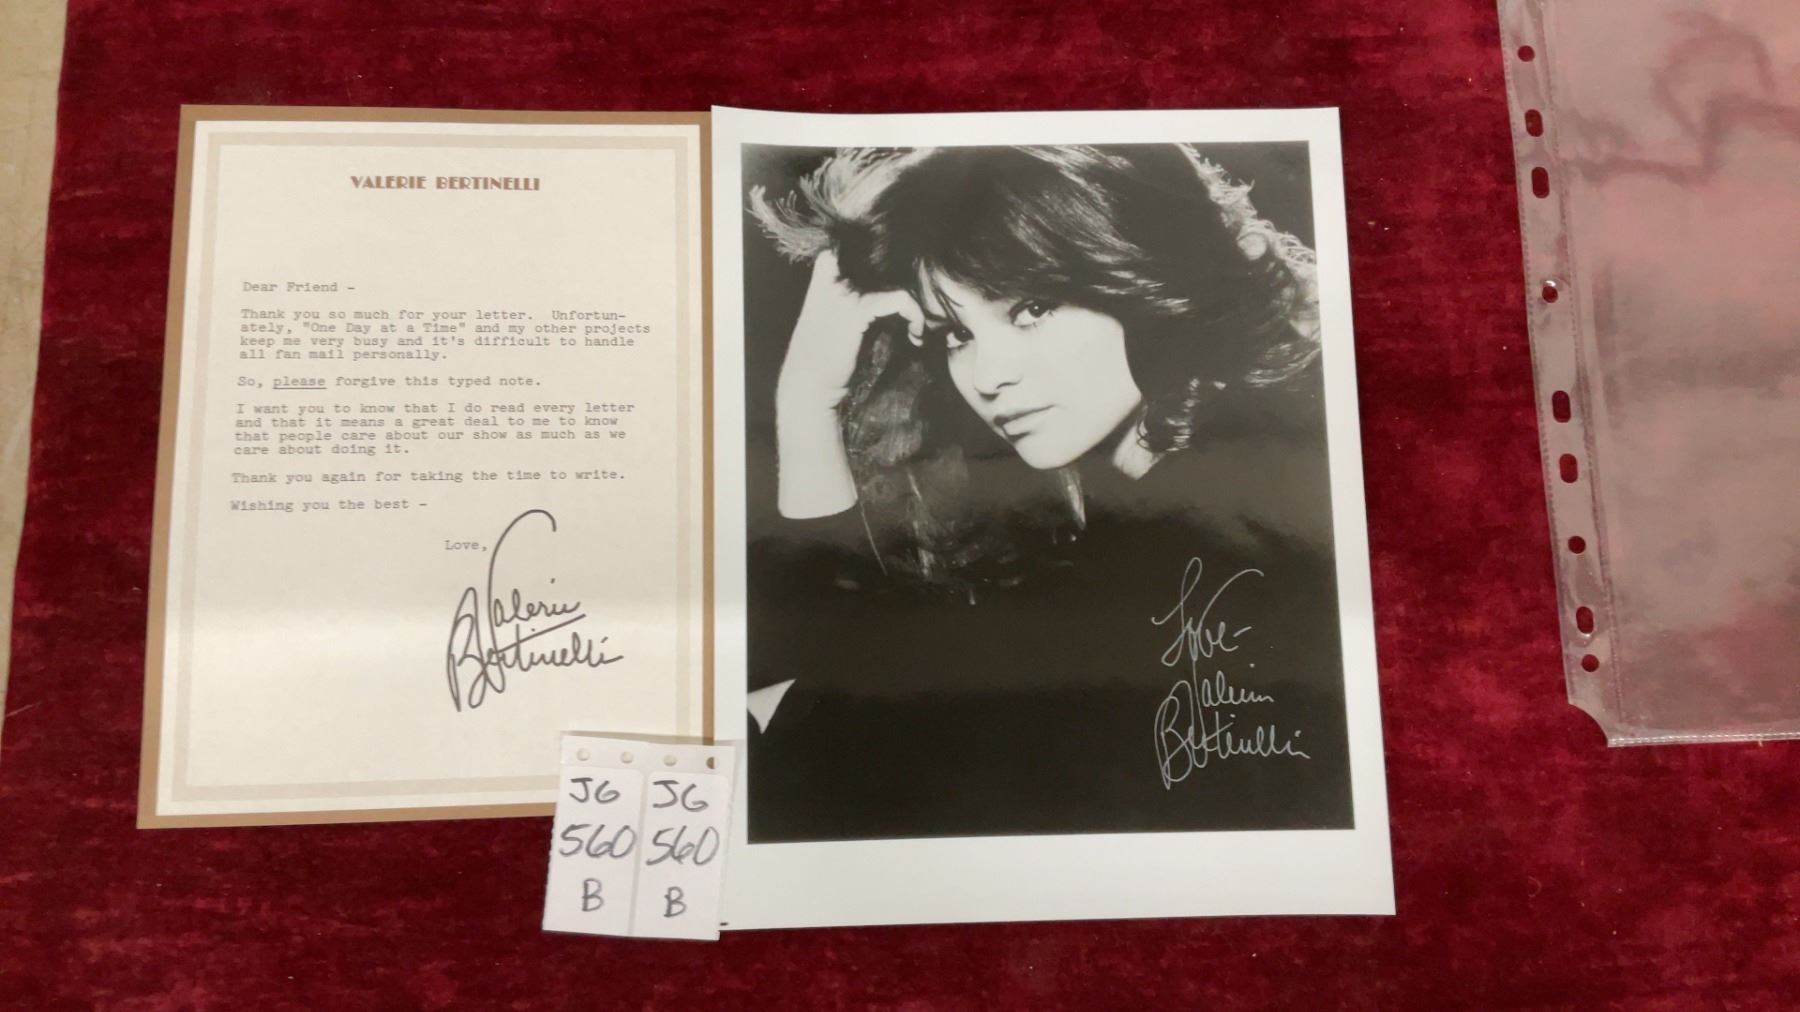 VALERIE BERTINELLI
Dear Friend -
Thank you so much for your letter. Unfortun-
ately, "One Day at a Time" and my other projects
keep me very busy and it's difficult to handle
all fan mail personally.
So, please forgive this typed note.
I want you to know that I do read every letter
and that it means a great deal to me to know
that people care about our show as much as we
care about doing it.
Thank you again for taking the time to write.
Wishing you the best -
Love,
Valerie
Bertinelli
Love-
Valerie
Bertinelli
JG JG
560 560
B B